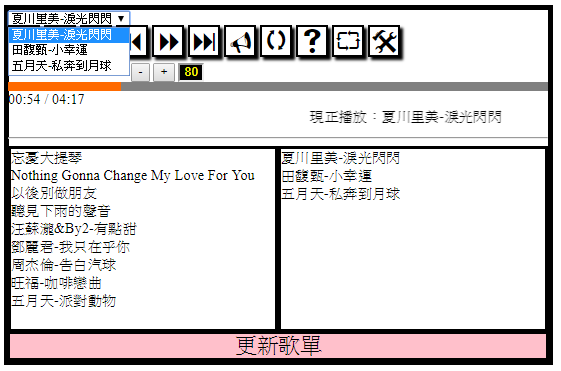 夏川里美-淚光閃閃
夏川里美-淚光閃閃
田馥甄-小幸運
五月天-私奔到月球
?
- + 80
00:54 / 04:17
現正播放：夏川里美-淚光閃閃
忘憂大提琴
Nothing Gonna Change My Love For You
以後別做朋友
聽見下雨的聲音
汪蘇瀧&By2-有點甜
鄧麗君-我只在乎你
周杰倫-告白汽球
旺福-咖啡戀曲
五月天-派對動物
夏川里美-淚光閃閃
田馥甄-小幸運
五月天-私奔到月球
更新歌單